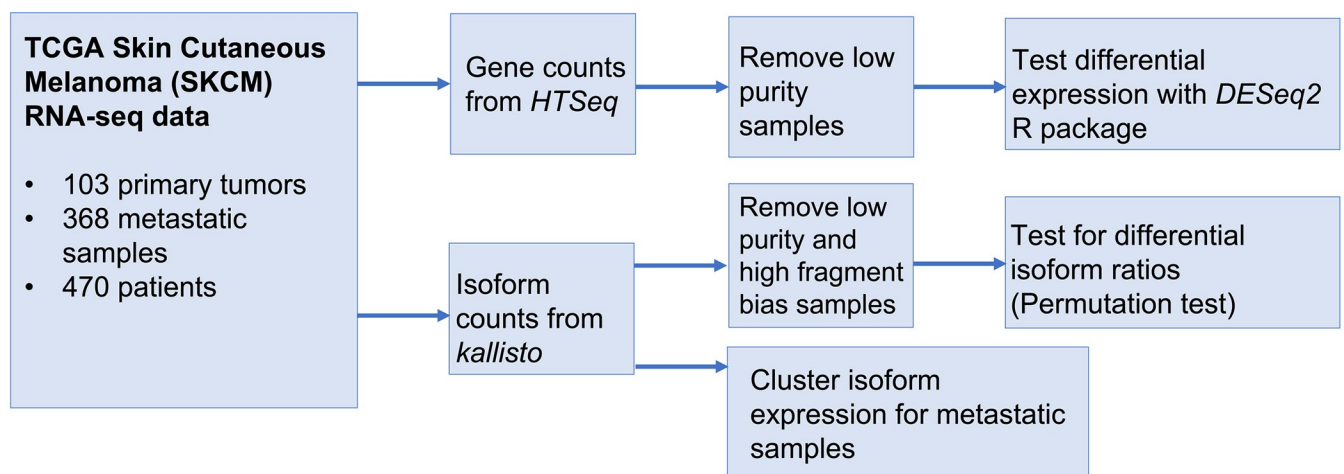 TCGA Skin Cutaneous
Melanoma (SKCM)
RNA-seq data
• 103 primary tumors
• 368 metastatic
samples
• 470 patients
Gene counts
from HTSeq
Remove low
purity
samples
Test differential
expression with DESeq2
R package
Isoform
counts from
kallisto
Remove low
purity and
high fragment
bias samples
Test for differential
isoform ratios
(Permutation test)
Cluster isoform
expression for metastatic
samples